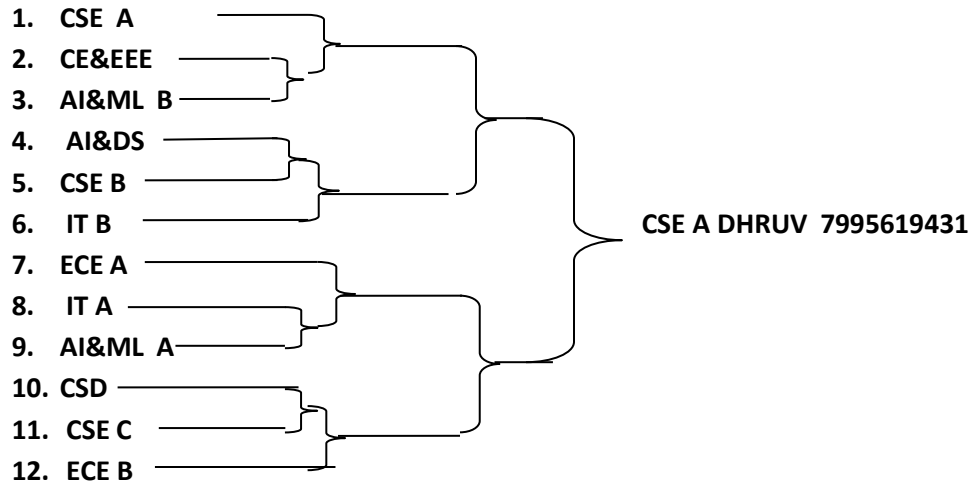 1. CSE A
2. CE&EEE
3. AI&ML B
4. AI&DS
5. CSE B
6. IT B
CSE A DHRUV 7995619431
7. ECE A
8. IT A
9. AI&ML A
10. CSD
11. CSE C
12. ECE B